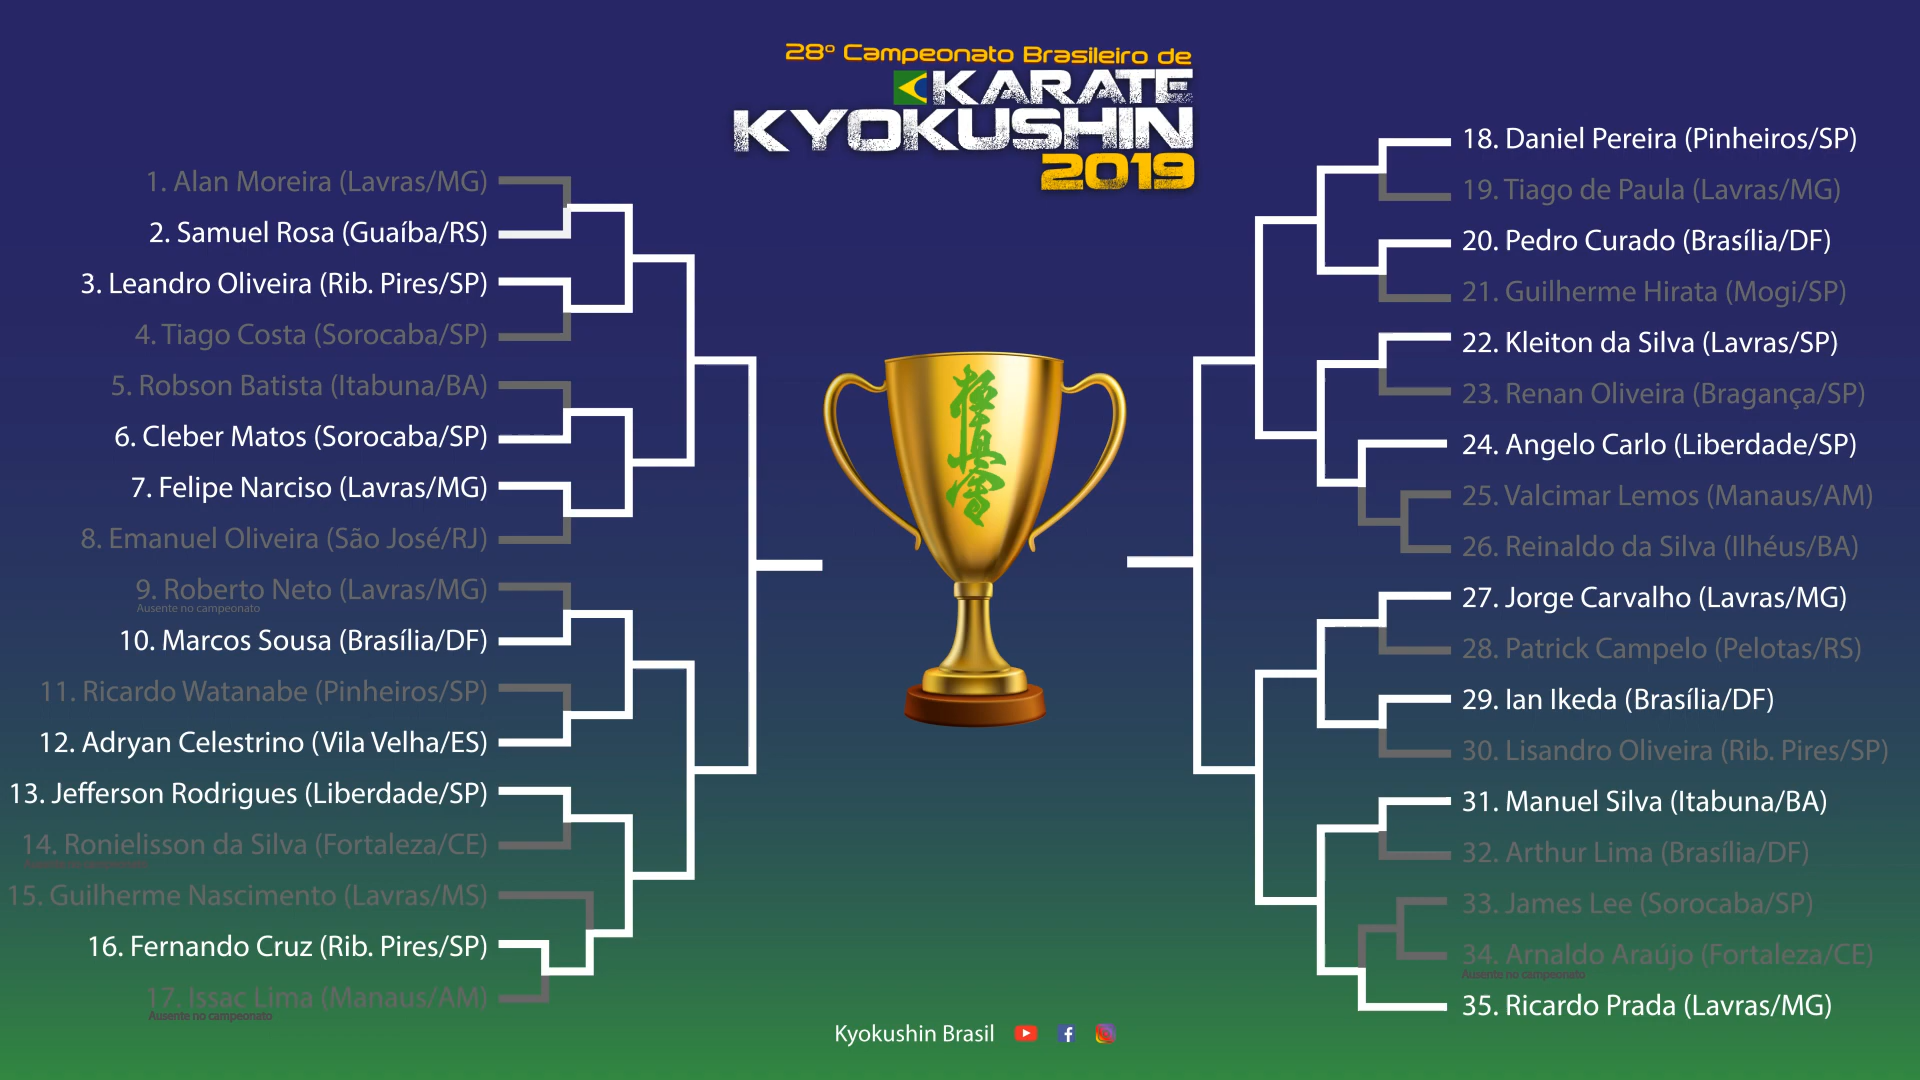 28º Campeonato Brasileiro de
KARATE
KYOKUSHIN
2019
1. Alan Moreira (Lavras/MG)
2. Samuel Rosa (Guaíba/RS)
3. Leandro Oliveira (Rib. Pires/SP)
4. Tiago Costa (Sorocaba/SP)
5. Robson Batista (Itabuna/BA)
6. Cleber Matos (Sorocaba/SP)
7. Felipe Narciso (Lavras/MG)
8. Emanuel Oliveira (São José/RJ)
9. Roberto Neto (Lavras/MG)
Ausente no campeonato
10. Marcos Sousa (Brasília/DF)
11. Ricardo Watanabe (Pinheiros/SP)
12. Adryan Celestrino (Vila Velha/ES)
13. Jefferson Rodrigues (Liberdade/SP)
14. Ronielisson da Silva (Fortaleza/CE)
15. Guilherme Nascimento (Lavras/MS)
16. Fernando Cruz (Rib. Pires/SP)
17. Issac Lima (Manaus/AM)
Ausente no campeonato
極真会
18. Daniel Pereira (Pinheiros/SP)
19. Tiago de Paula (Lavras/MG)
20. Pedro Curado (Brasília/DF)
21. Guilherme Hirata (Mogi/SP)
22. Kleiton da Silva (Lavras/SP)
23. Renan Oliveira (Bragança/SP)
24. Angelo Carlo (Liberdade/SP)
25. Valcimar Lemos (Manaus/AM)
26. Reinaldo da Silva (Ilhéus/BA)
27. Jorge Carvalho (Lavras/MG)
28. Patrick Campelo (Pelotas/RS)
29. Ian Ikeda (Brasília/DF)
30. Lisandro Oliveira (Rib. Pires/SP)
31. Manuel Silva (Itabuna/BA)
32. Arthur Lima (Brasília/DF)
33. James Lee (Sorocaba/SP)
34. Arnaldo Araújo (Fortaleza/CE)
Ausente no campeonato
35. Ricardo Prada (Lavras/MG)
Kyokushin Brasil